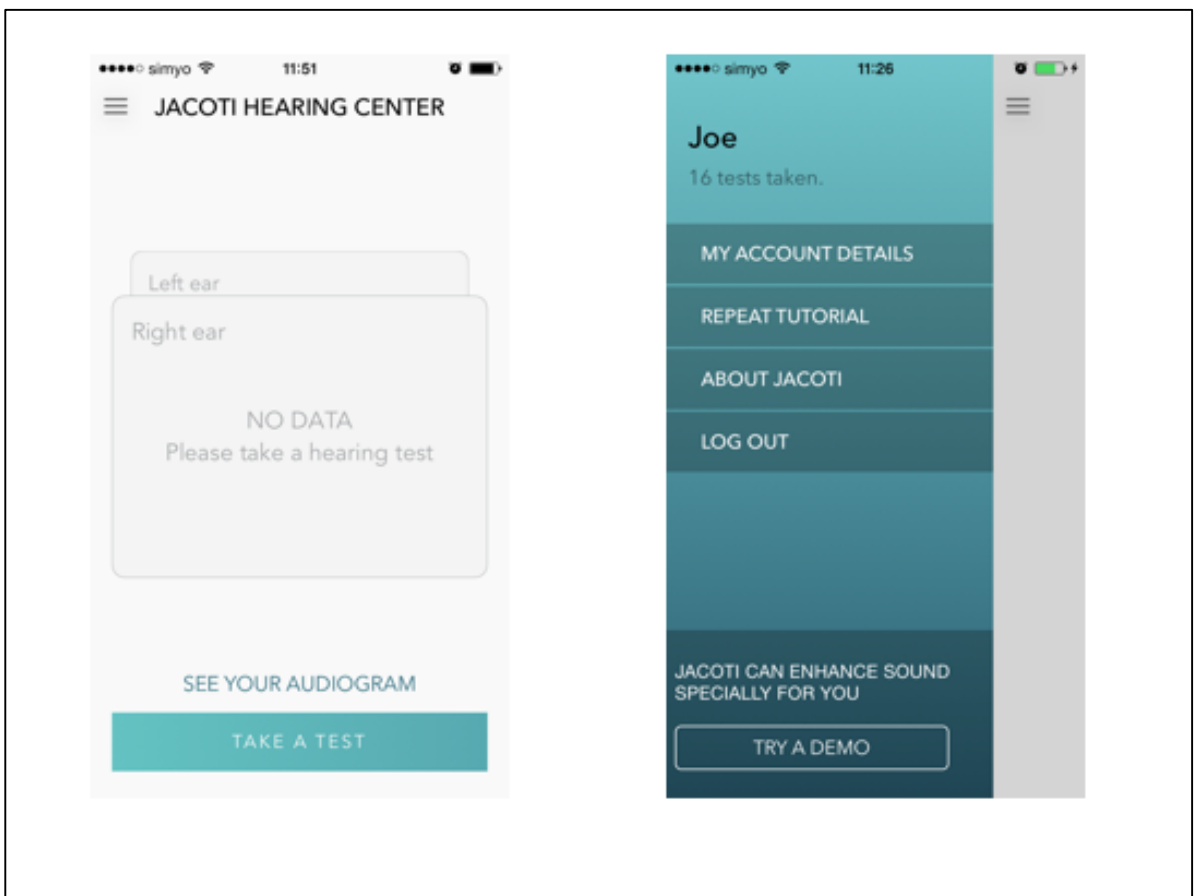 simyo 11:51
JACOTI HEARING CENTER
Left ear
Right ear
NO DATA
Please take a hearing test
SEE YOUR AUDIOGRAM
TAKE A TEST
simyo 11:26
Joe
16 tests taken.
MY ACCOUNT DETAILS
REPEAT TUTORIAL
ABOUT JACOTI
LOG OUT
JACOTI CAN ENHANCE SOUND
SPECIALLY FOR YOU
TRY A DEMO